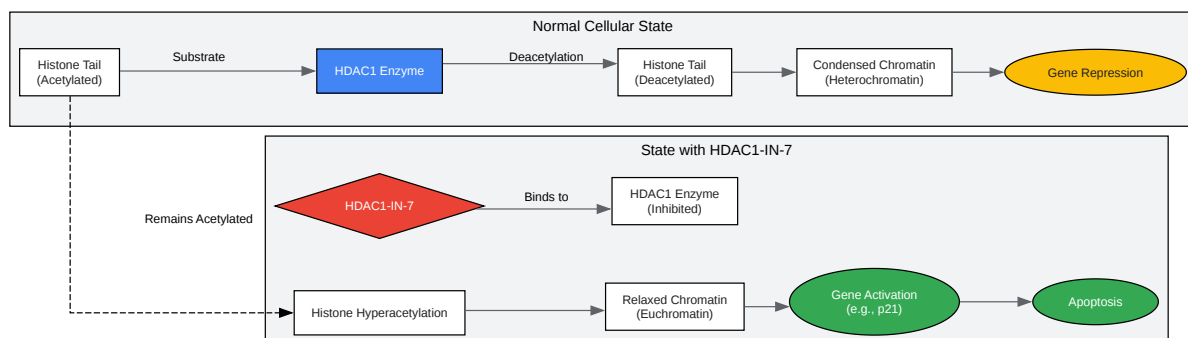 Normal Cellular State
Histone Tail
(Acetylated)
Substrate
HDAC1 Enzyme
Deacetylation
Histone Tail
(Deacetylated)
Condensed Chromatin
(Heterochromatin)
Gene Repression
State with HDAC1-IN-7
HDAC1-IN-7
Binds to
HDAC1 Enzyme
(Inhibited)
Remains Acetylated
Histone Hyperacetylation
Relaxed Chromatin
(Euchromatin)
Gene Activation
(e.g., p21)
Apoptosis